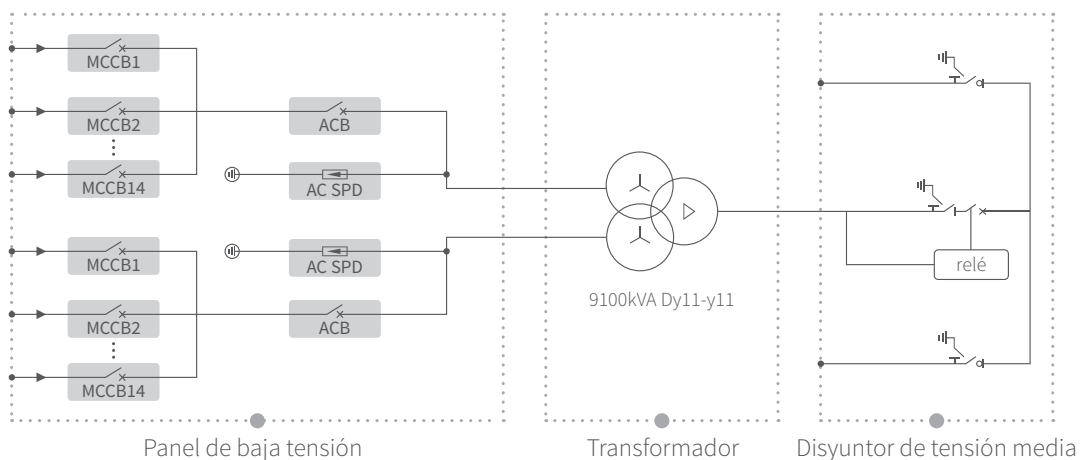 MCCB1
MCCB2
MCCB14
ACB
AC SPD
MCCB1
MCCB2
MCCB14
AC SPD
ACB
9100kVA Dy11-y11
relé
Panel de baja tensión
Transformador
Disyuntor de tensión media